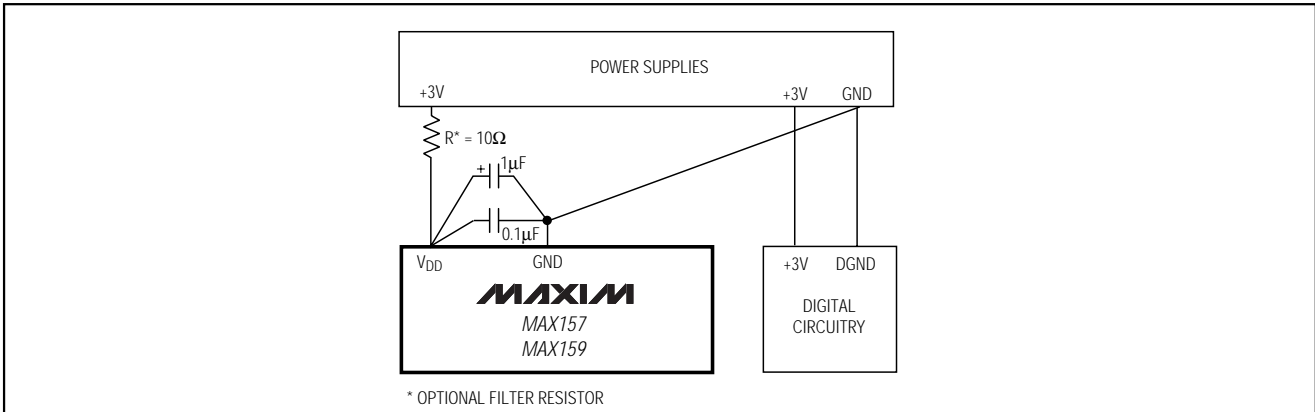 POWER SUPPLIES
+3V
+3V
GND
R* = 10Ω
+
1μF
0.1μF
VDD
GND
MAXIM
MAX157
MAX159
+3V
DGND
DIGITAL
CIRCUITRY
* OPTIONAL FILTER RESISTOR